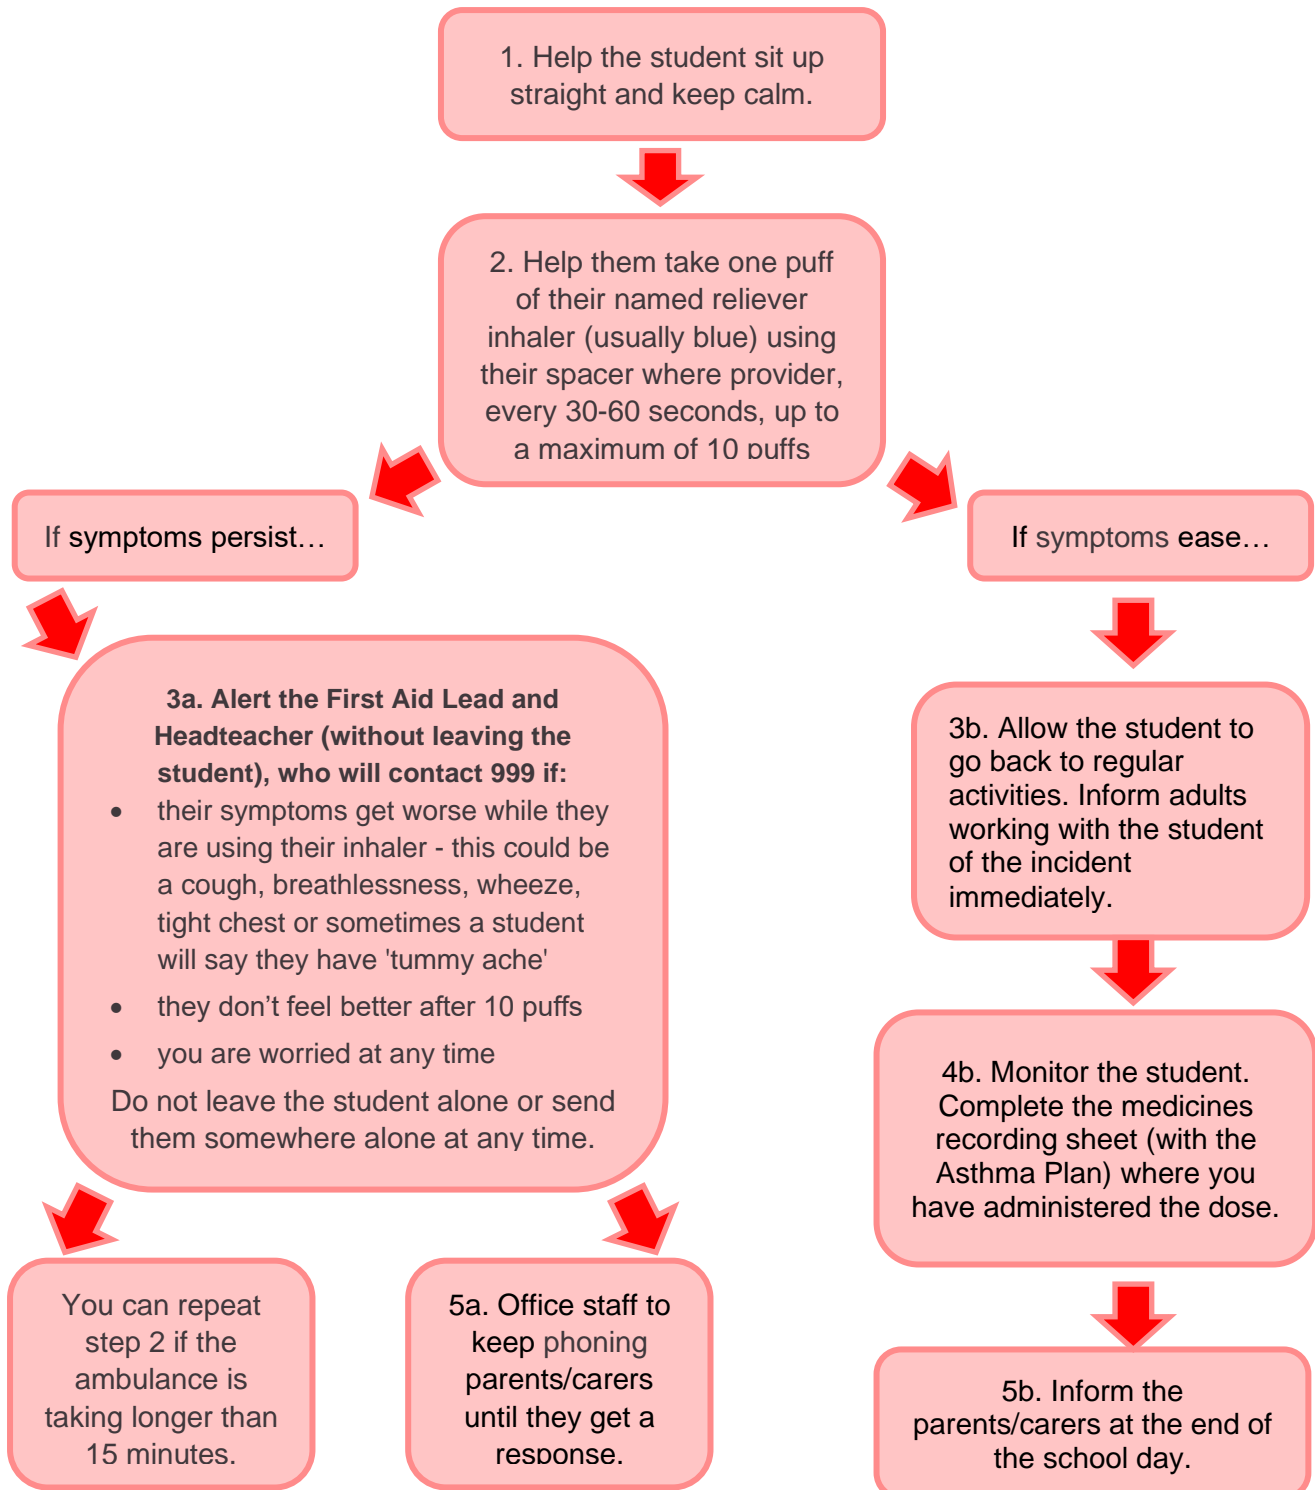 1. Help the student sit up
straight and keep calm.
2. Help them take one puff
of their named reliever
inhaler (usually blue) using
their spacer where provider,
every 30-60 seconds, up to
a maximum of 10 puffs
If symptoms persist…
If symptoms ease…
3a. Alert the First Aid Lead and
Headteacher (without leaving the
student), who will contact 999 if:
• their symptoms get worse while they
are using their inhaler - this could be
a cough, breathlessness, wheeze,
tight chest or sometimes a student
will say they have 'tummy ache'
• they don’t feel better after 10 puffs
• you are worried at any time
Do not leave the student alone or send
them somewhere alone at any time.
3b. Allow the student to
go back to regular
activities. Inform adults
working with the student
of the incident
immediately.
4b. Monitor the student.
Complete the medicines
recording sheet (with the
Asthma Plan) where you
have administered the dose.
You can repeat
step 2 if the
ambulance is
taking longer than
15 minutes.
5a. Office staff to
keep phoning
parents/carers
until they get a
response.
5b. Inform the
parents/carers at the end of
the school day.